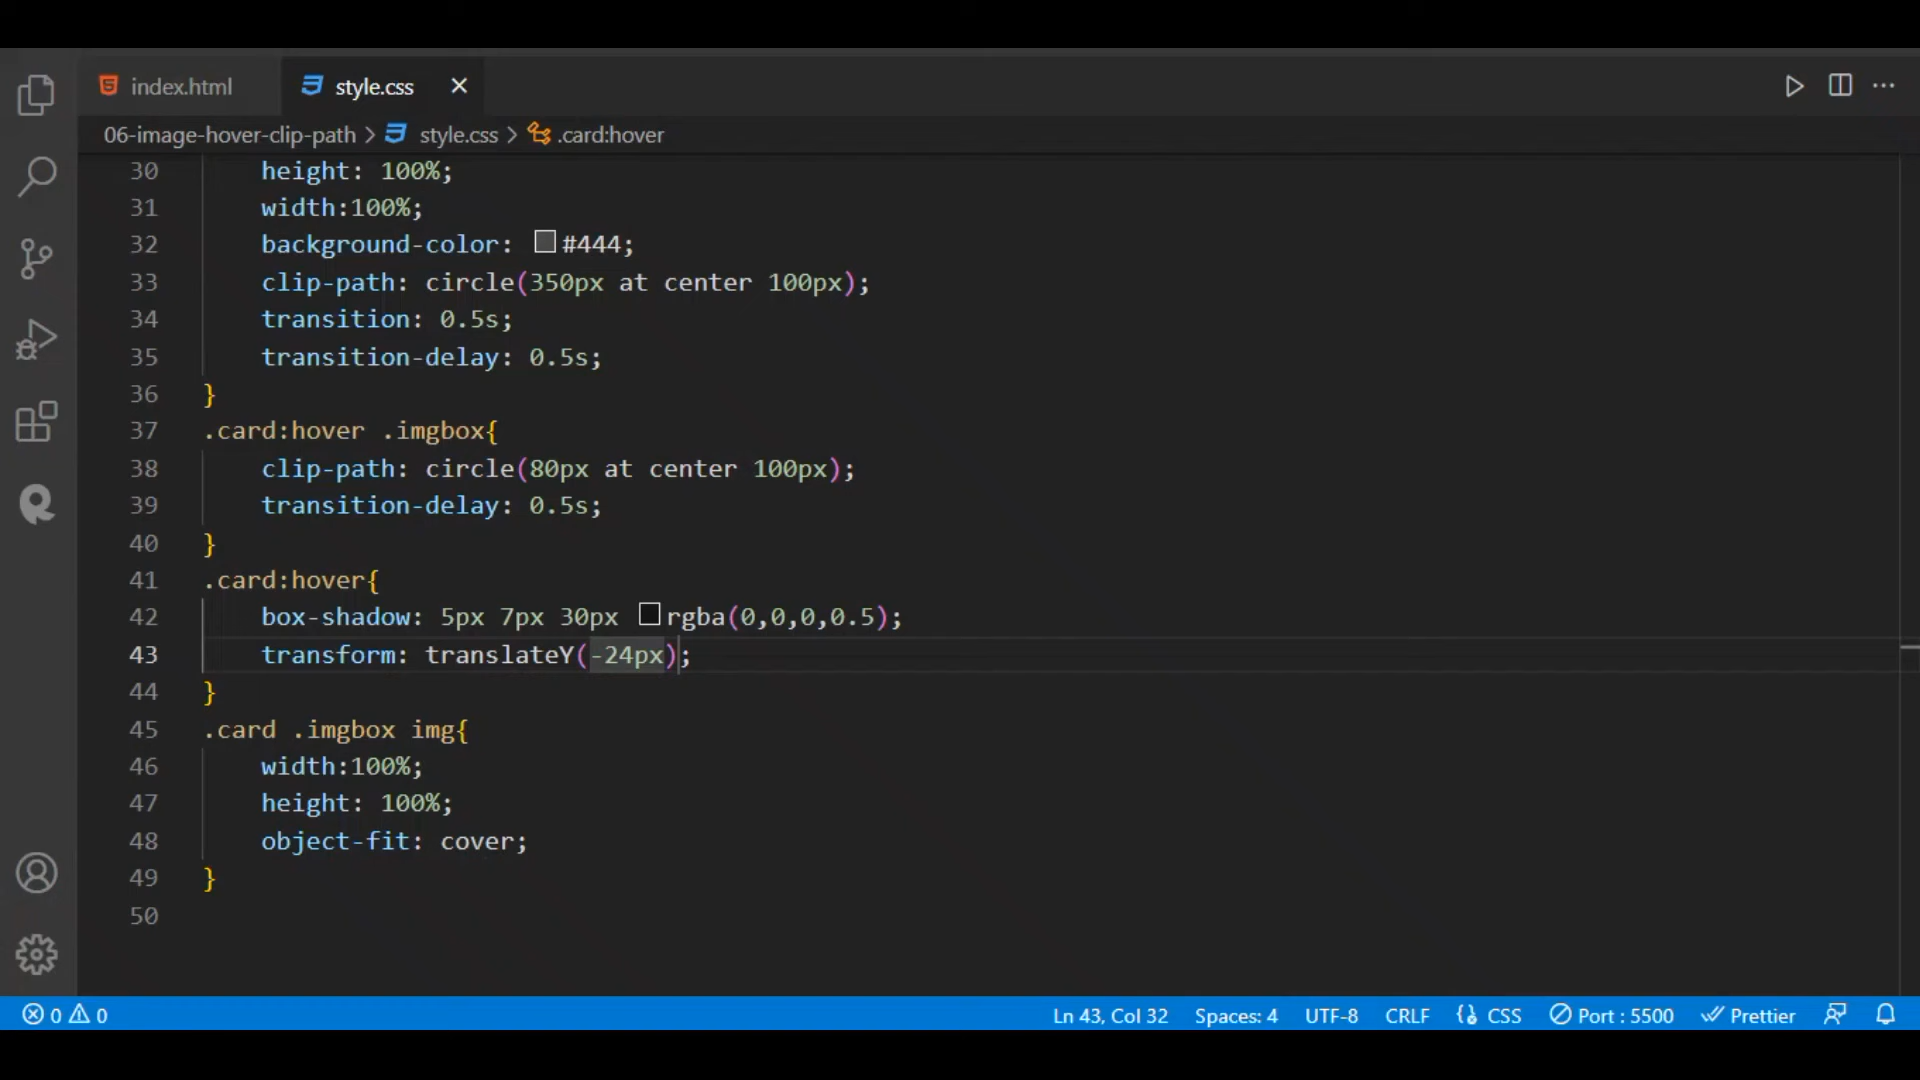 index.html
style.css
06-image-hover-clip-path > style.css > .card:hover
30 height: 100%;
31 width:100%;
32 background-color: #444;
33 clip-path: circle(350px at center 100px);
34 transition: 0.5s;
35 transition-delay: 0.5s;
36 }
37 .card:hover .imgbox{
38 clip-path: circle(80px at center 100px);
39 transition-delay: 0.5s;
40 }
41 .card:hover{
42 box-shadow: 5px 7px 30px rgba(0,0,0,0.5);
43 transform: translateY(-24px);
44 }
45 .card .imgbox img{
46 width:100%;
47 height: 100%;
48 object-fit: cover;
49 }
50
0 0 Ln 43, Col 32 Spaces: 4 UTF-8 CRLF CSS Port : 5500 Prettier